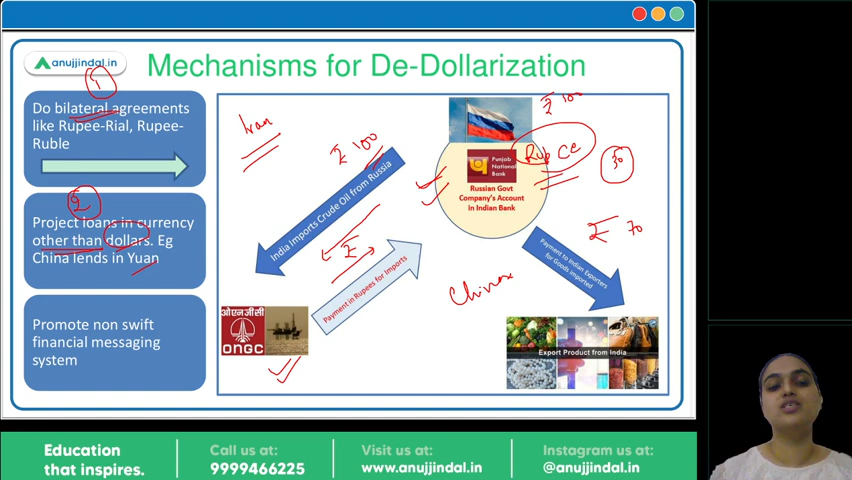 anujjindal.in
Mechanisms for De-Dollarization
1
Do bilateral agreements
like Rupee-Rial, Rupee-
Ruble
2
Project loans in currency
other than dollars. Eg
China lends in Yuan
Promote non swift
financial messaging
system
Iran
₹ 100
India Imports Crude Oil from Russia
₹
Payment in Rupees for Imports
ओएनजीसी
ONGC
₹ 100
Rupee
punjab
national
bank
Russian Govt
Company's Account
in Indian Bank
30
₹ 70
Payment to Indian Exporters
for Goods Imported
Export Product from India
Education
that inspires.
Call us at:
9999466225
Visit us at:
www.anujjindal.in
Instagram us at:
@anujjindal.in